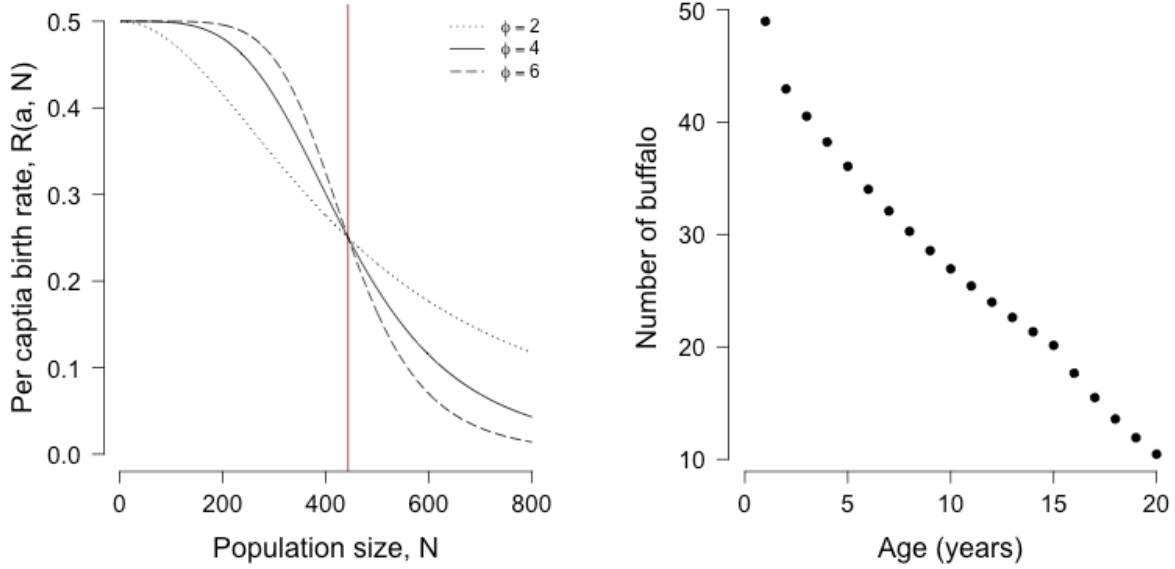 Per captia birth rate, R(a, N)
0.5
0.4
0.3
0.2
0.1
0.0
ϕ = 2
ϕ = 4
ϕ = 6
0 200 400 600 800
Population size, N
Number of buffalo
50
40
30
20
10
0 5 10 15 20
Age (years)